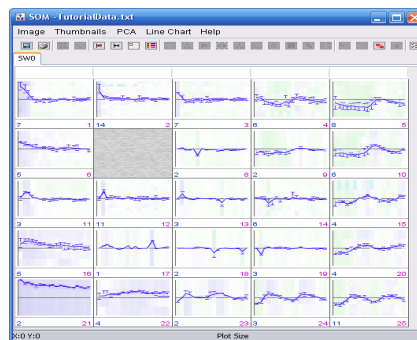 SOM - TutorialData.txt
Image Thumbnails PCA Line Chart Help
SW0
7 1 14 2 7 3 6 4 8 5
5 6 2 8 2 9 6 10
3 11 11 12 3 13 6 14 4 15
5 16 1 17 2 18 3 19 4 20
2 21 4 22 2 23 3 24 11 25
X:0 Y:0 Plot Size